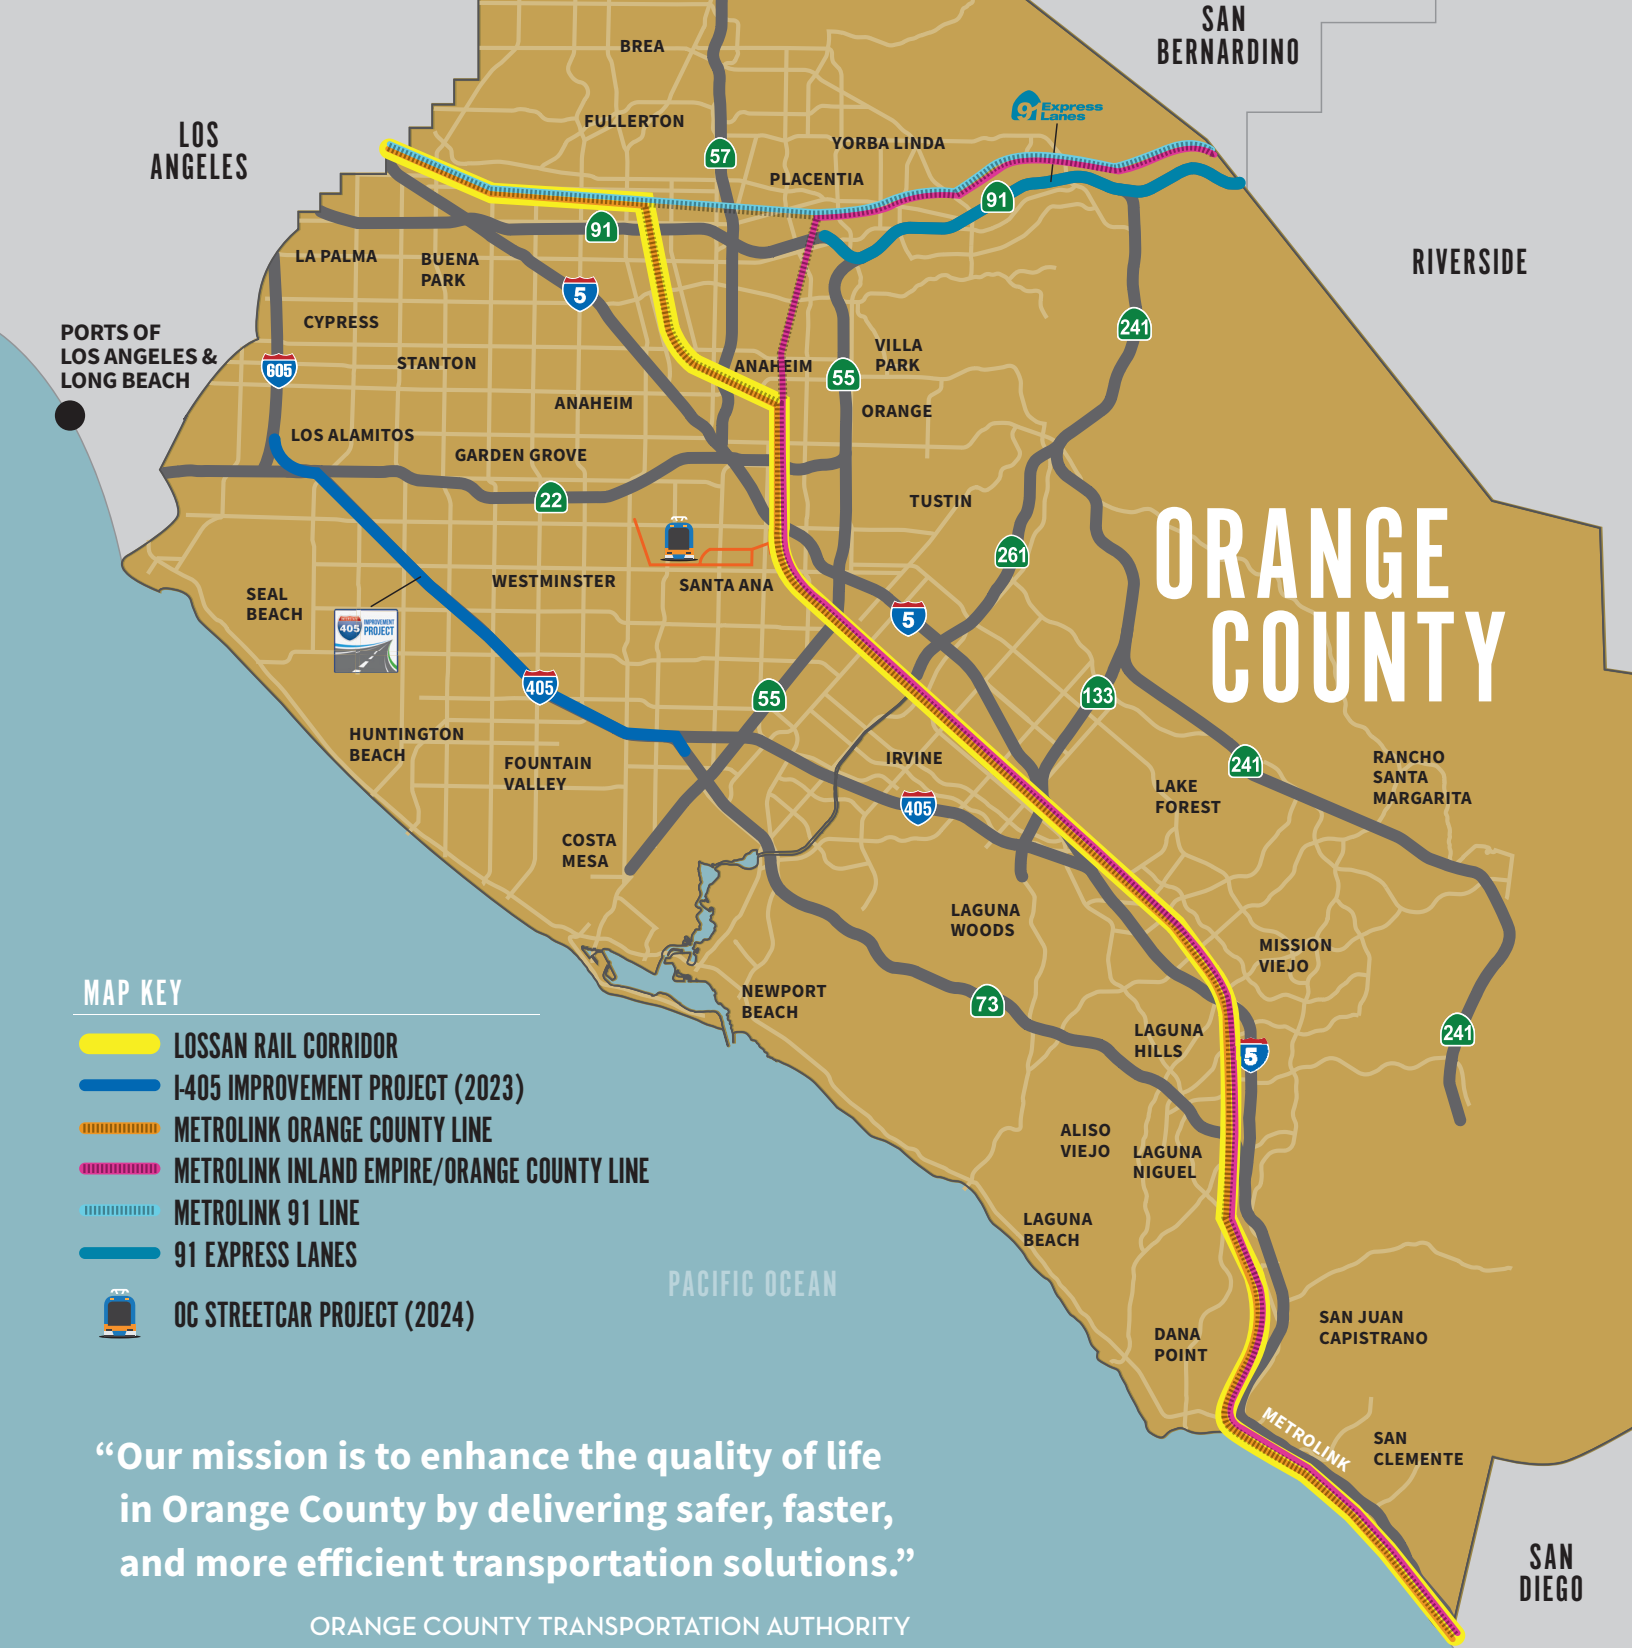 SAN
BERNARDINO
BREA
91 Express
Lanes
FULLERTON
LOS
ANGELES
YORBA LINDA
57
PLACENTIA
91
91
LA PALMA
BUENA
PARK
RIVERSIDE
5
CYPRESS
241
PORTS OF
LOS ANGELES &
LONG BEACH
STANTON
VILLA
PARK
605
ANAHEIM
55
ANAHEIM
ORANGE
LOS ALAMITOS
GARDEN GROVE
22
TUSTIN
ORANGE
COUNTY
261
WESTMINSTER
SANTA ANA
SEAL
BEACH
5
405
IMPROVEMENT
PROJECT
405
55
133
HUNTINGTON
BEACH
FOUNTAIN
VALLEY
IRVINE
241
RANCHO
SANTA
MARGARITA
LAKE
FOREST
405
COSTA
MESA
LAGUNA
WOODS
MISSION
VIEJO
NEWPORT
BEACH
73
LAGUNA
HILLS
5
241
MAP KEY
LOSSAN RAIL CORRIDOR
I-405 IMPROVEMENT PROJECT (2023)
METROLINK ORANGE COUNTY LINE
METROLINK INLAND EMPIRE/ORANGE COUNTY LINE
METROLINK 91 LINE
91 EXPRESS LANES
OC STREETCAR PROJECT (2024)
ALISO
VIEJO
LAGUNA
NIGUEL
LAGUNA
BEACH
PACIFIC OCEAN
SAN JUAN
CAPISTRANO
DANA
POINT
METROLINK
SAN
CLEMENTE
“Our mission is to enhance the quality of life
in Orange County by delivering safer, faster,
and more efficient transportation solutions.”
ORANGE COUNTY TRANSPORTATION AUTHORITY
SAN
DIEGO